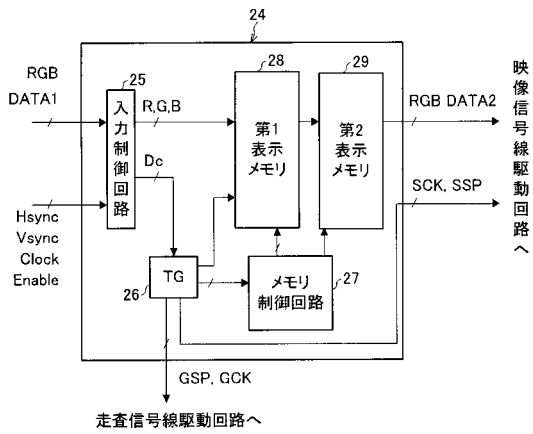 24
RGB
DATA1
25
入力制御回路
R,G,B
Dc
28
第1
表示
メモリ
29
第2
表示
メモリ
RGB DATA2
映像信号線駆動回路へ
SCK, SSP
Hsync
Vsync
Clock
Enable
TG
26
メモリ
制御回路
27
GSP, GCK
走査信号線駆動回路へ